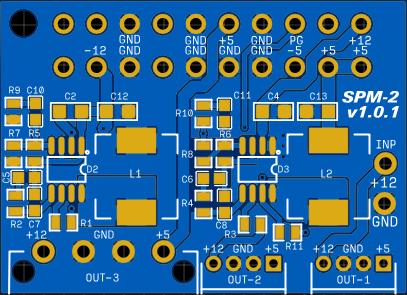 GND GND +5 GND PG +12
-12 GND GND GND GND -5 +5 +5
R9 C10 C2 C12 R10 C11 C4 C13
SPM-2
v1.0.1
R7 R5 R8 R6 INP
C5 D2 L1 C6 D3 L2 +12
R2 C7 R1 R4 C8 R3 R11 GND
+12 GND +5 +12 GND +5 +12 GND +5
OUT-3 OUT-2 OUT-1